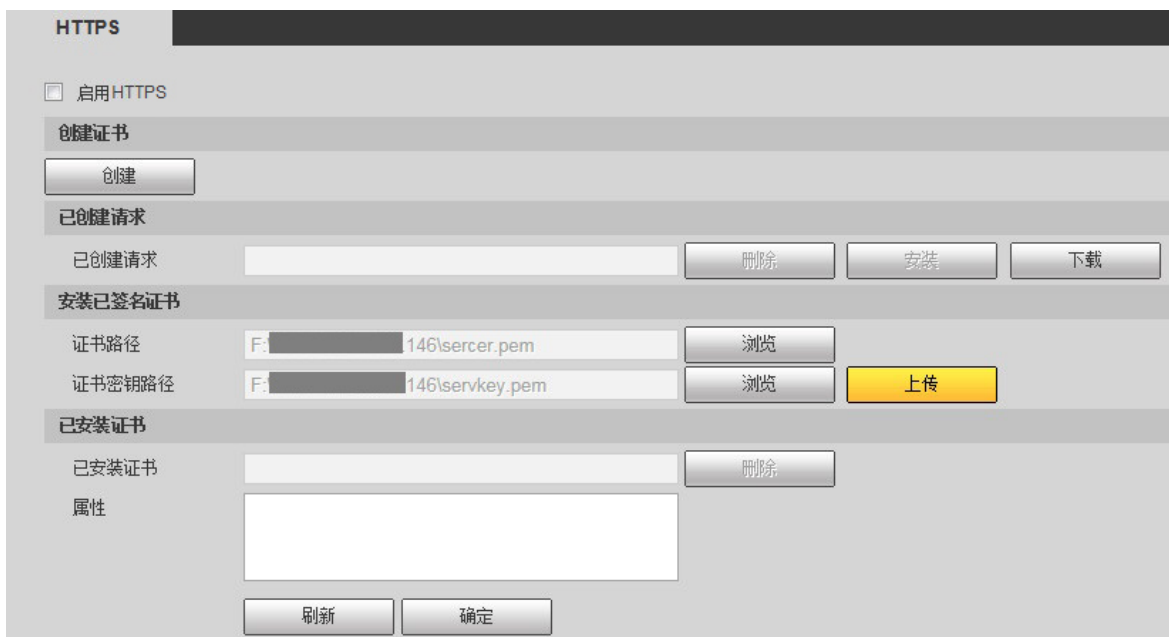 HTTPS
启用HTTPS
创建证书
创建
已创建请求
已创建请求 删除 安装 下载
安装已签名证书
证书路径 F:\ .146\sercer.pem 浏览
证书密钥路径 F:\ 146\servkey.pem 浏览 上传
已安装证书
已安装证书 删除
属性
刷新 确定